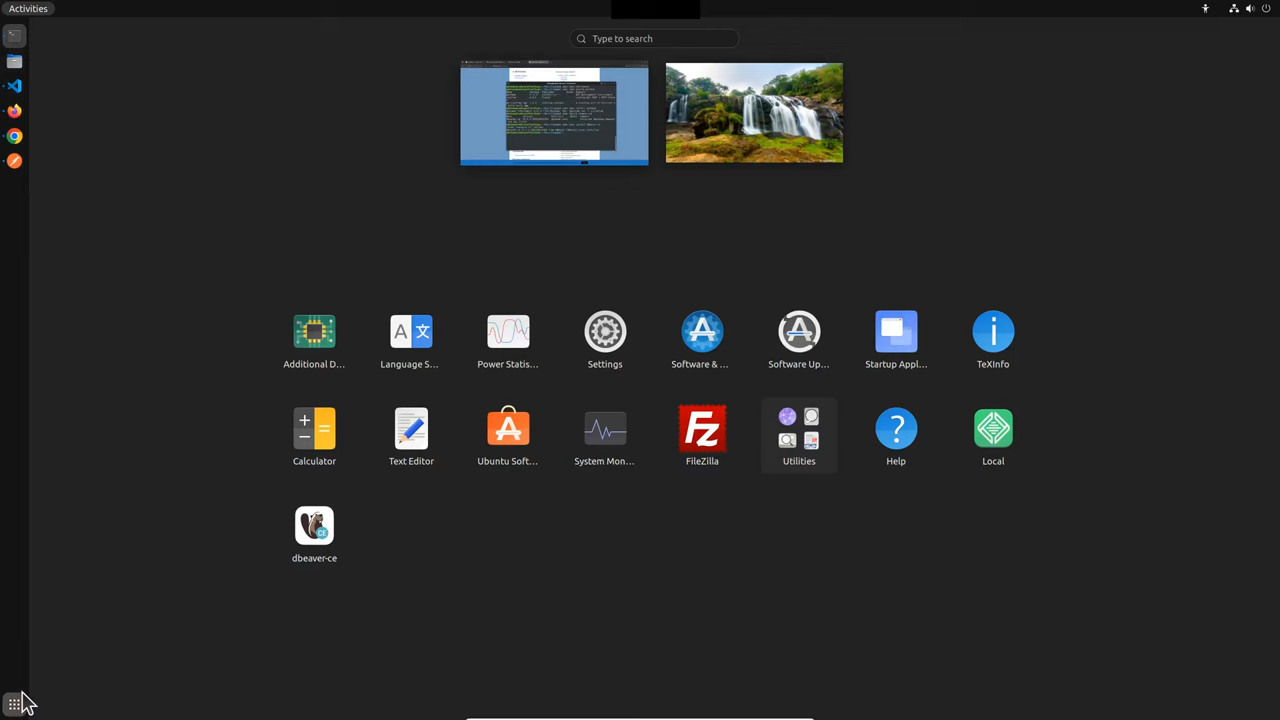 Activities
Type to search
Additional D...
Language S...
Power Statis...
Settings
Software & ...
Software Up...
Startup Appl...
TeXInfo
Calculator
Text Editor
Ubuntu Soft...
System Mon...
FileZilla
Utilities
Help
Local
dbeaver-ce